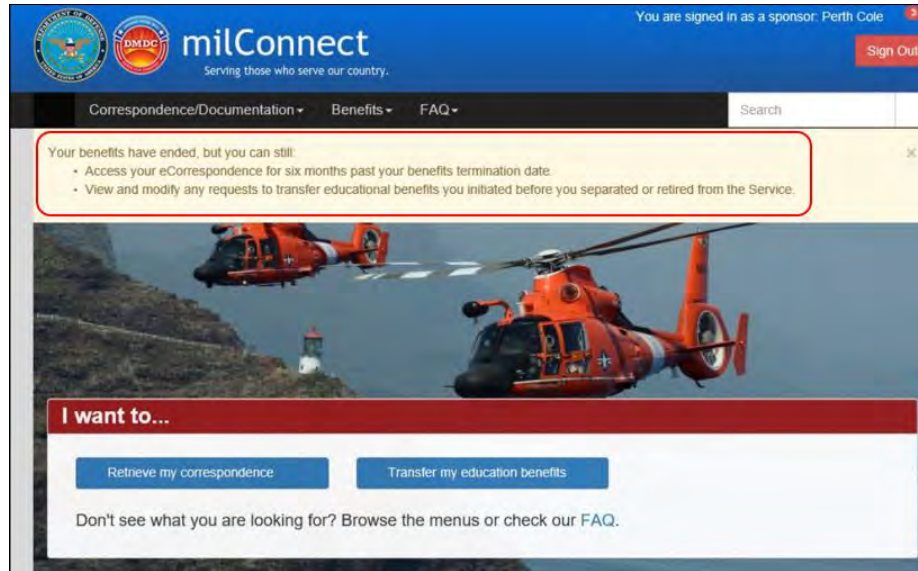 You are signed in as a sponsor: Perth Cole
3
DMDC
milConnect
Serving those who serve our country.
Sign Out
Correspondence/Documentation
Benefits
FAQ
Search
Your benefits have ended, but you can still:
• Access your eCorrespondence for six months past your benefits termination date.
• View and modify any requests to transfer educational benefits you initiated before you separated or retired from the Service.
×
I want to...
Retrieve my correspondence
Transfer my education benefits
Don't see what you are looking for? Browse the menus or check our FAQ.